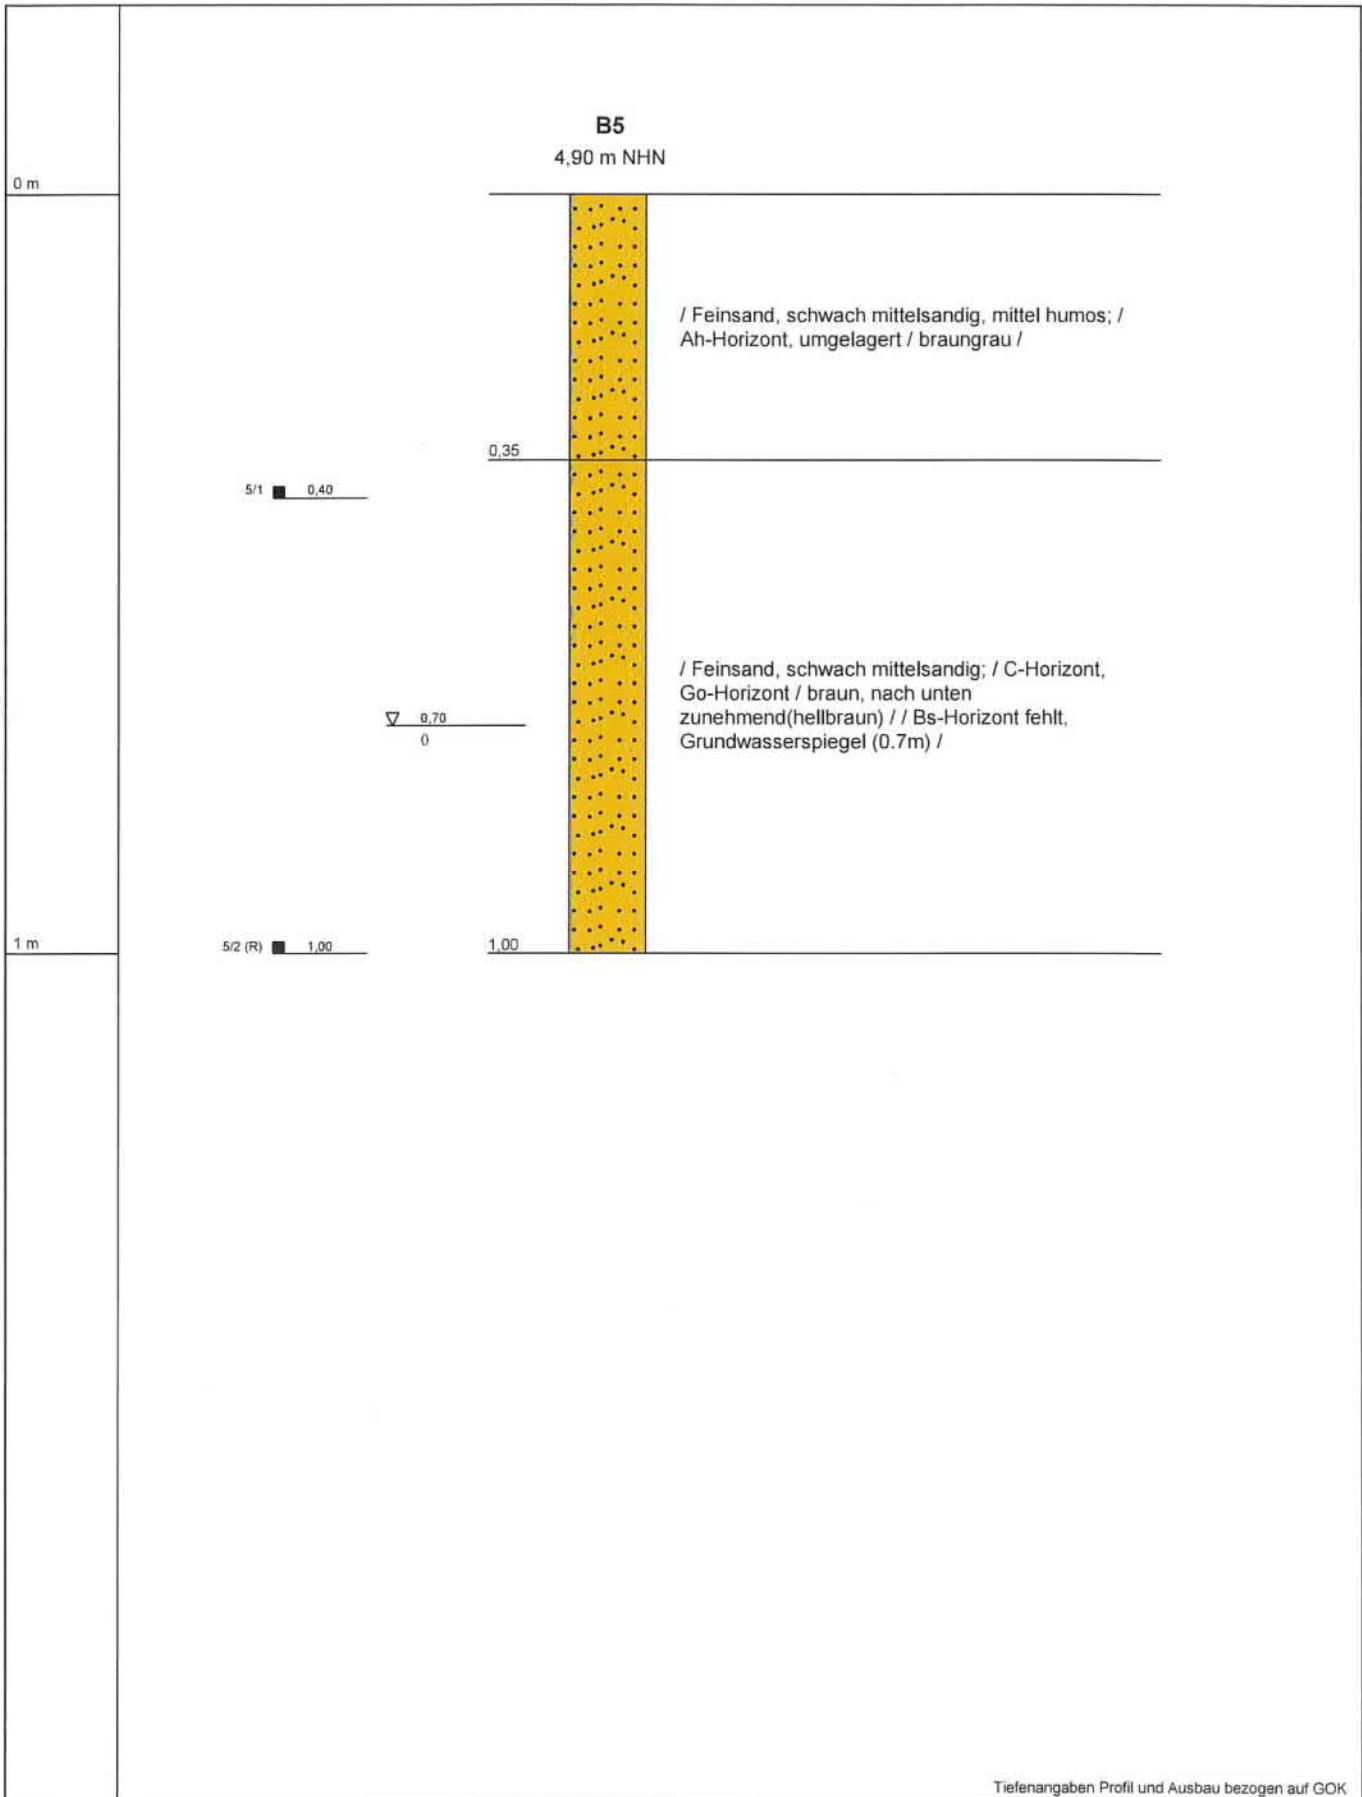 B5
4,90 m NHN
0 m
/ Feinsand, schwach mittelsandig, mittel humos; /
Ah-Horizont, umgelagert / braungrau /
0,35
5/1 0,40
/ Feinsand, schwach mittelsandig; / C-Horizont,
Go-Horizont / braun, nach unten
zunehmend(hellbraun) / / Bs-Horizont fehlt,
Grundwasserspiegel (0.7m) /
0,70
()
1 m
5/2 (R) 1,00
1,00
Tiefenangaben Profil und Ausbau bezogen auf GOK